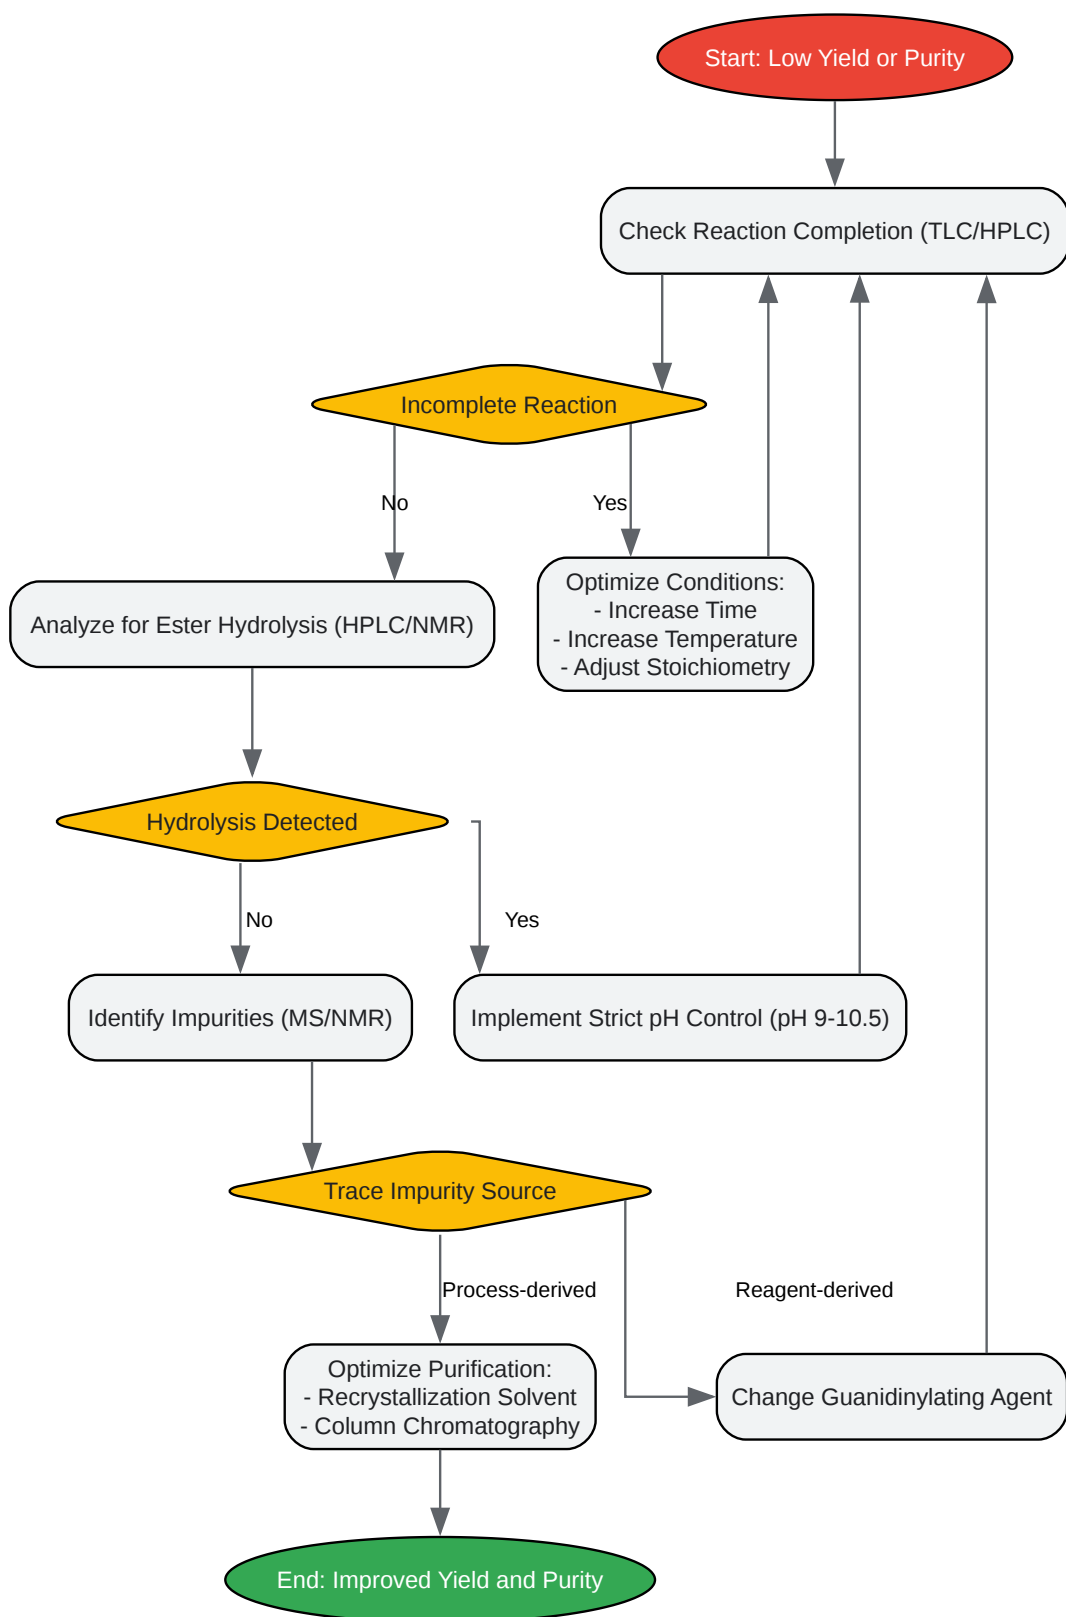 Start: Low Yield or Purity
Check Reaction Completion (TLC/HPLC)
Incomplete Reaction
No
Yes
Optimize Conditions:
- Increase Time
- Increase Temperature
- Adjust Stoichiometry
Analyze for Ester Hydrolysis (HPLC/NMR)
Hydrolysis Detected
No
Yes
Identify Impurities (MS/NMR)
Implement Strict pH Control (pH 9-10.5)
Trace Impurity Source
Process-derived
Reagent-derived
Optimize Purification:
- Recrystallization Solvent
- Column Chromatography
Change Guanidinylating Agent
End: Improved Yield and Purity